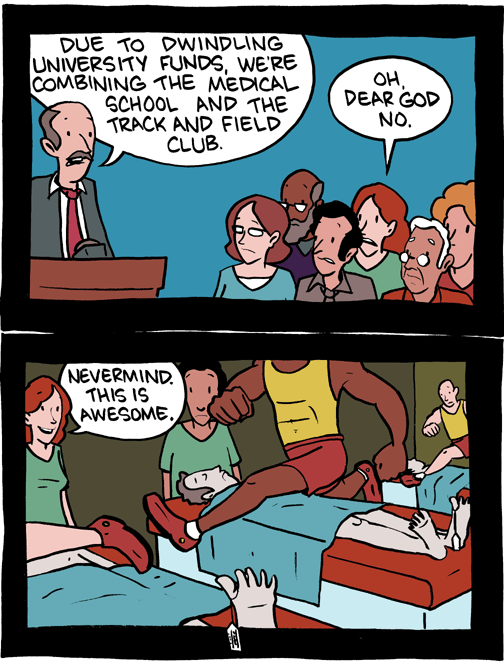 DUE TO DWINDLING
UNIVERSITY FUNDS, WE'RE
COMBINING THE MEDICAL
SCHOOL AND THE
TRACK AND FIELD
CLUB.
OH,
DEAR GOD
NO.
NEVERMIND.
THIS IS
AWESOME.